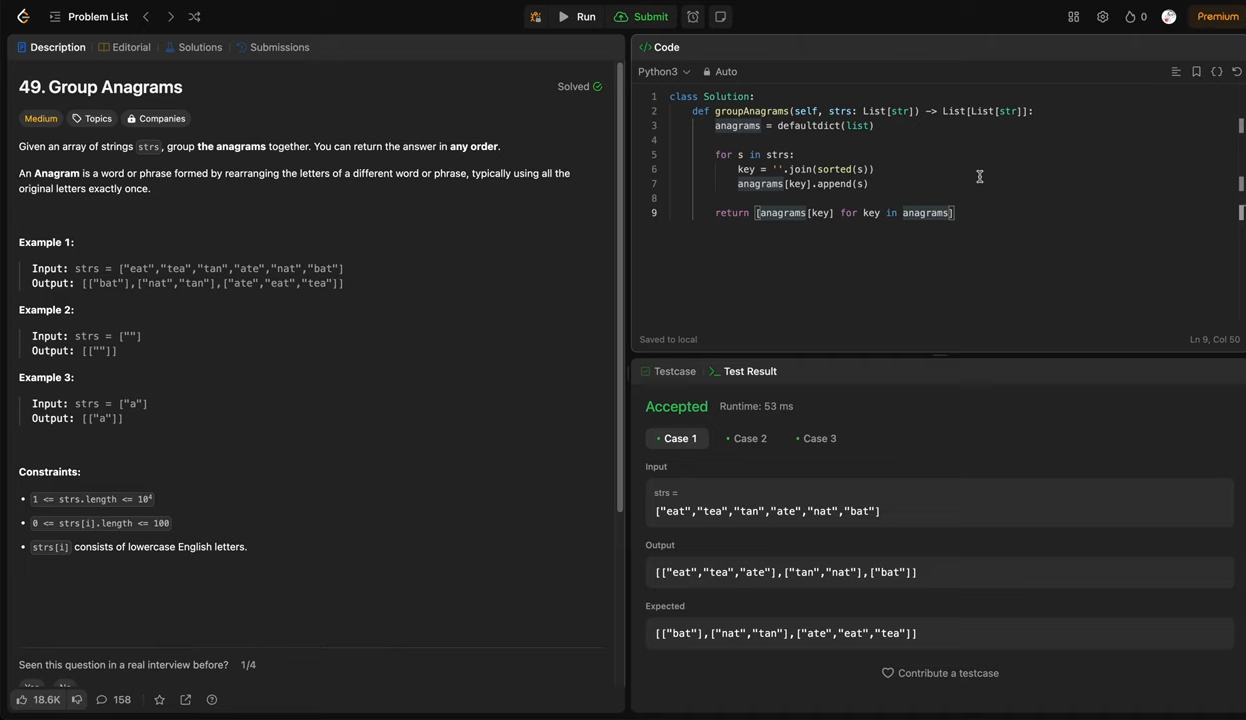 Problem List
Run
Submit
0
Premium
Description
Editorial
Solutions
Submissions
49. Group Anagrams
Solved
Medium
Topics
Companies
Given an array of strings strs, group the anagrams together. You can return the answer in any order.
An Anagram is a word or phrase formed by rearranging the letters of a different word or phrase, typically using all the
original letters exactly once.
Example 1:
Input: strs = ["eat","tea","tan","ate","nat","bat"]
Output: [["bat"],["nat","tan"],["ate","eat","tea"]]
Example 2:
Input: strs = [""]
Output: [[""]]
Example 3:
Input: strs = ["a"]
Output: [["a"]]
Constraints:
• 1 <= strs.length <= 10⁴
• 0 <= strs[i].length <= 100
• strs[i] consists of lowercase English letters.
Seen this question in a real interview before? 1/4
Yes No
18.6K
158
</> Code
Python3
Auto
1 class Solution:
2     def groupAnagrams(self, strs: List[str]) -> List[List[str]]:
3         anagrams = defaultdict(list)
4
5         for s in strs:
6             key = ''.join(sorted(s))
7             anagrams[key].append(s)
8
9         return [anagrams[key] for key in anagrams]
Saved to local
Ln 9, Col 50
Testcase
>_ Test Result
Accepted
Runtime: 53 ms
• Case 1
• Case 2
• Case 3
Input
strs =
["eat","tea","tan","ate","nat","bat"]
Output
[["eat","tea","ate"],["tan","nat"],["bat"]]
Expected
[["bat"],["nat","tan"],["ate","eat","tea"]]
Contribute a testcase